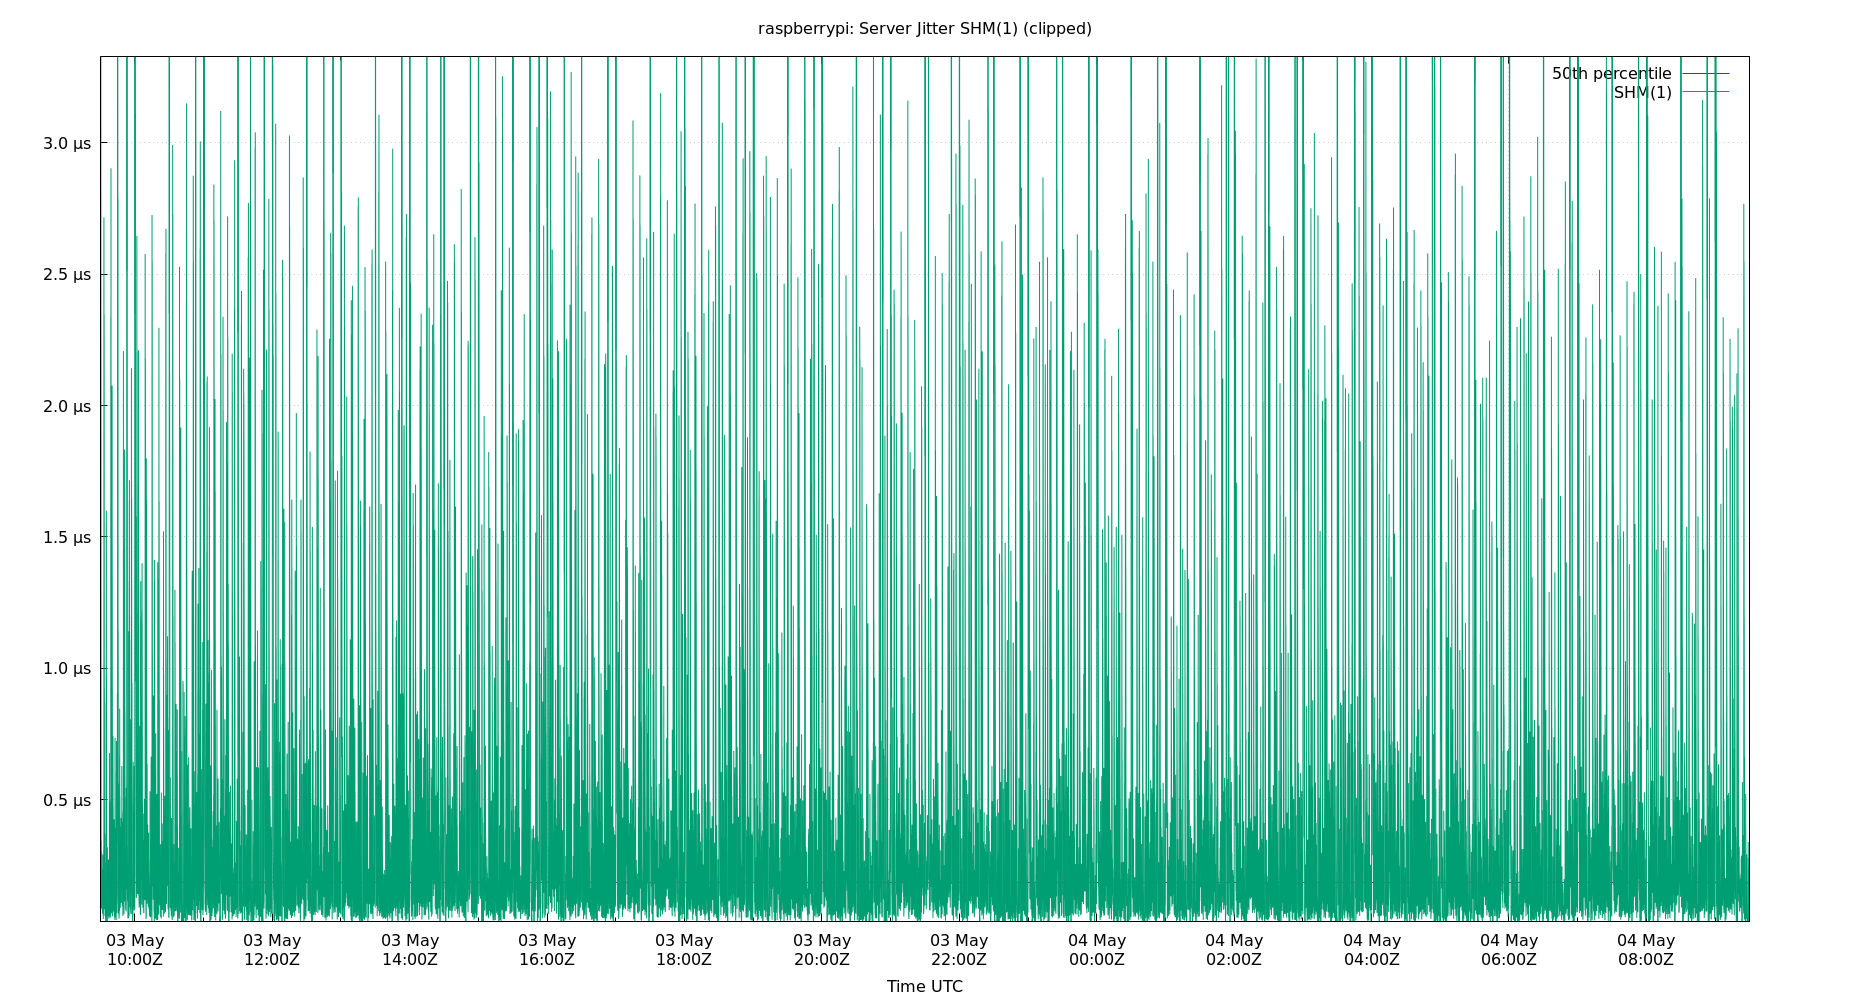 raspberrypi: Server Jitter SHM(1) (clipped)
50th percentile
SHM(1)
3.0 µs
2.5 µs
2.0 µs
1.5 µs
1.0 µs
0.5 µs
03 May 03 May 03 May 03 May 03 May 03 May 03 May 04 May 04 May 04 May 04 May 04 May
10:00Z 12:00Z 14:00Z 16:00Z 18:00Z 20:00Z 22:00Z 00:00Z 02:00Z 04:00Z 06:00Z 08:00Z
Time UTC